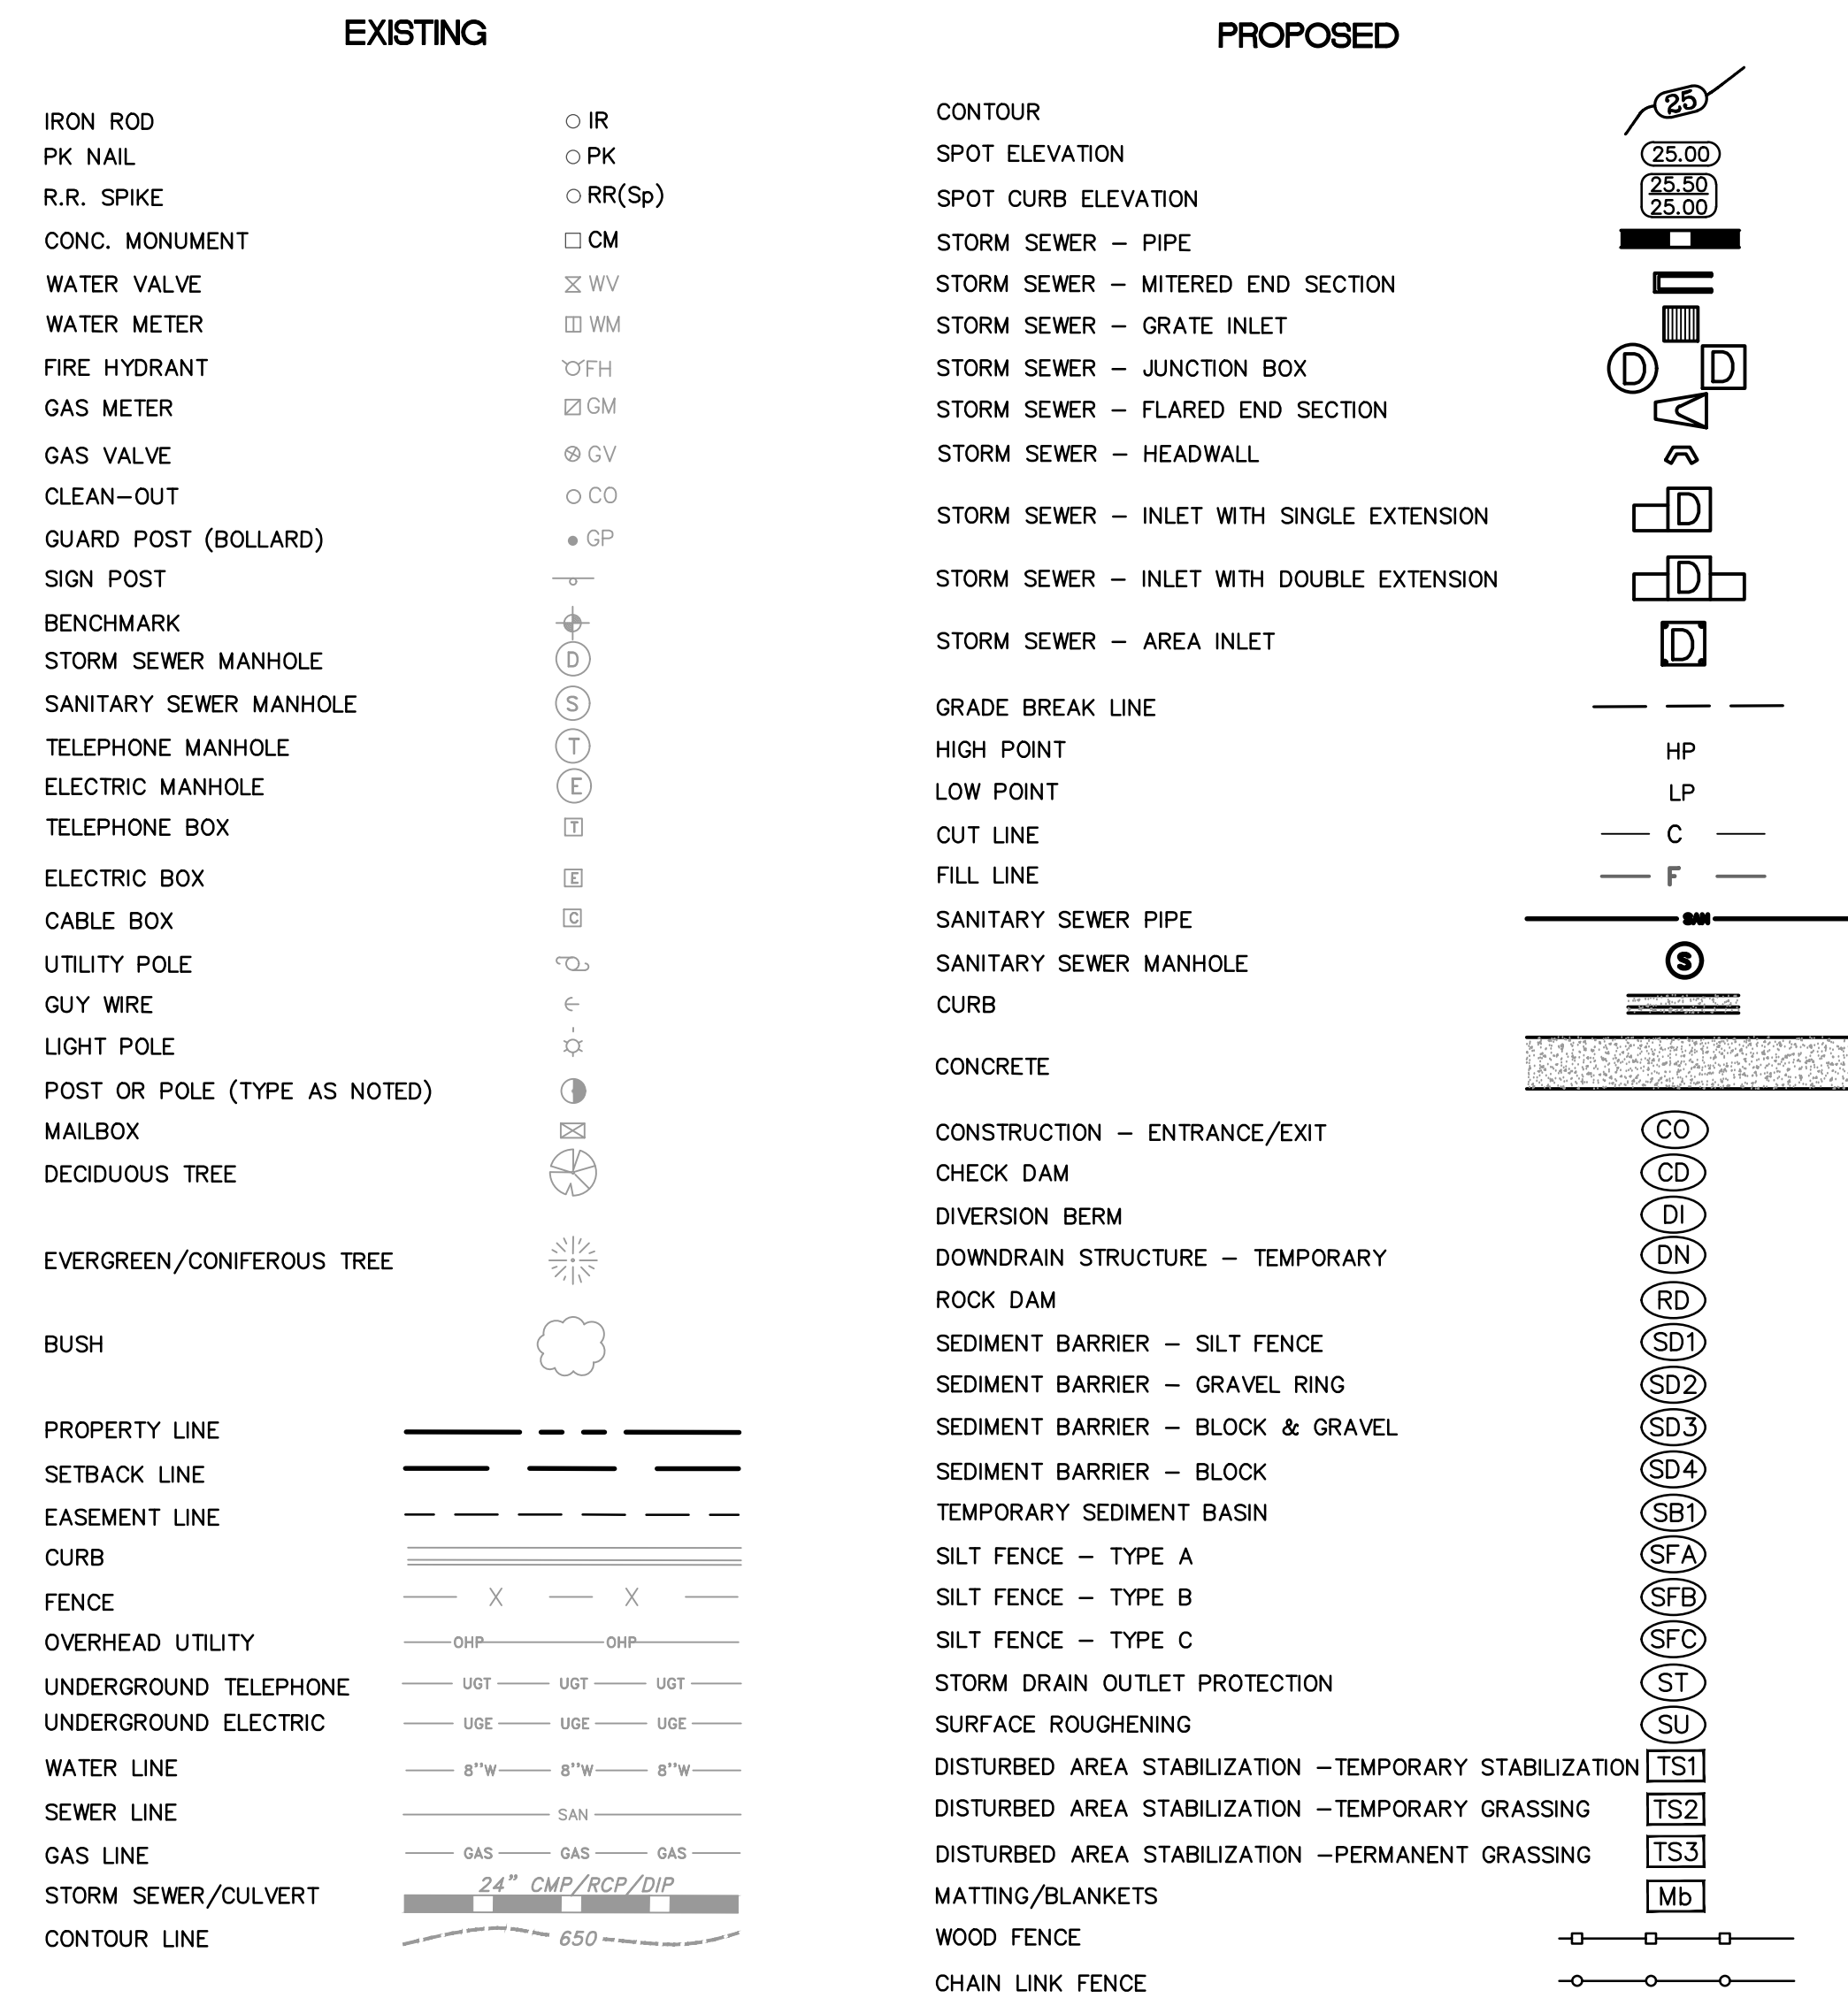 EXISTING
IRON ROD IR
PK NAIL PK
R.R. SPIKE RR(Sp)
CONC. MONUMENT CM
WATER VALVE WV
WATER METER WM
FIRE HYDRANT FH
GAS METER GM
GAS VALVE GV
CLEAN-OUT CO
GUARD POST (BOLLARD) GP
SIGN POST
BENCHMARK
STORM SEWER MANHOLE D
SANITARY SEWER MANHOLE S
TELEPHONE MANHOLE T
ELECTRIC MANHOLE E
TELEPHONE BOX T
ELECTRIC BOX E
CABLE BOX C
UTILITY POLE
GUY WIRE
LIGHT POLE
POST OR POLE (TYPE AS NOTED)
MAILBOX
DECIDUOUS TREE
EVERGREEN/CONIFEROUS TREE
BUSH
PROPERTY LINE
SETBACK LINE
EASEMENT LINE
CURB
FENCE X X
OVERHEAD UTILITY OHP OHP
UNDERGROUND TELEPHONE UGT UGT UGT
UNDERGROUND ELECTRIC UGE UGE UGE
WATER LINE 8''W 8''W 8''W
SEWER LINE SAN
GAS LINE GAS GAS GAS
24" CMP/RCP/DIP
STORM SEWER/CULVERT
CONTOUR LINE 650
PROPOSED
CONTOUR 25
SPOT ELEVATION 25.00
SPOT CURB ELEVATION 25.50
25.00
STORM SEWER - PIPE
STORM SEWER - MITERED END SECTION
STORM SEWER - GRATE INLET
STORM SEWER - JUNCTION BOX D D
STORM SEWER - FLARED END SECTION
STORM SEWER - HEADWALL
STORM SEWER - INLET WITH SINGLE EXTENSION D
STORM SEWER - INLET WITH DOUBLE EXTENSION D
STORM SEWER - AREA INLET D
GRADE BREAK LINE
HIGH POINT HP
LOW POINT LP
CUT LINE C
FILL LINE F
SANITARY SEWER PIPE SAN
SANITARY SEWER MANHOLE S
CURB
CONCRETE
CONSTRUCTION - ENTRANCE/EXIT CO
CHECK DAM CD
DIVERSION BERM DI
DOWNDRAIN STRUCTURE - TEMPORARY DN
ROCK DAM RD
SEDIMENT BARRIER - SILT FENCE SD1
SEDIMENT BARRIER - GRAVEL RING SD2
SEDIMENT BARRIER - BLOCK & GRAVEL SD3
SEDIMENT BARRIER - BLOCK SD4
TEMPORARY SEDIMENT BASIN SB1
SILT FENCE - TYPE A SFA
SILT FENCE - TYPE B SFB
SILT FENCE - TYPE C SFC
STORM DRAIN OUTLET PROTECTION ST
SURFACE ROUGHENING SU
DISTURBED AREA STABILIZATION -TEMPORARY STABILIZATION TS1
DISTURBED AREA STABILIZATION -TEMPORARY GRASSING TS2
DISTURBED AREA STABILIZATION -PERMANENT GRASSING TS3
MATTING/BLANKETS Mb
WOOD FENCE
CHAIN LINK FENCE